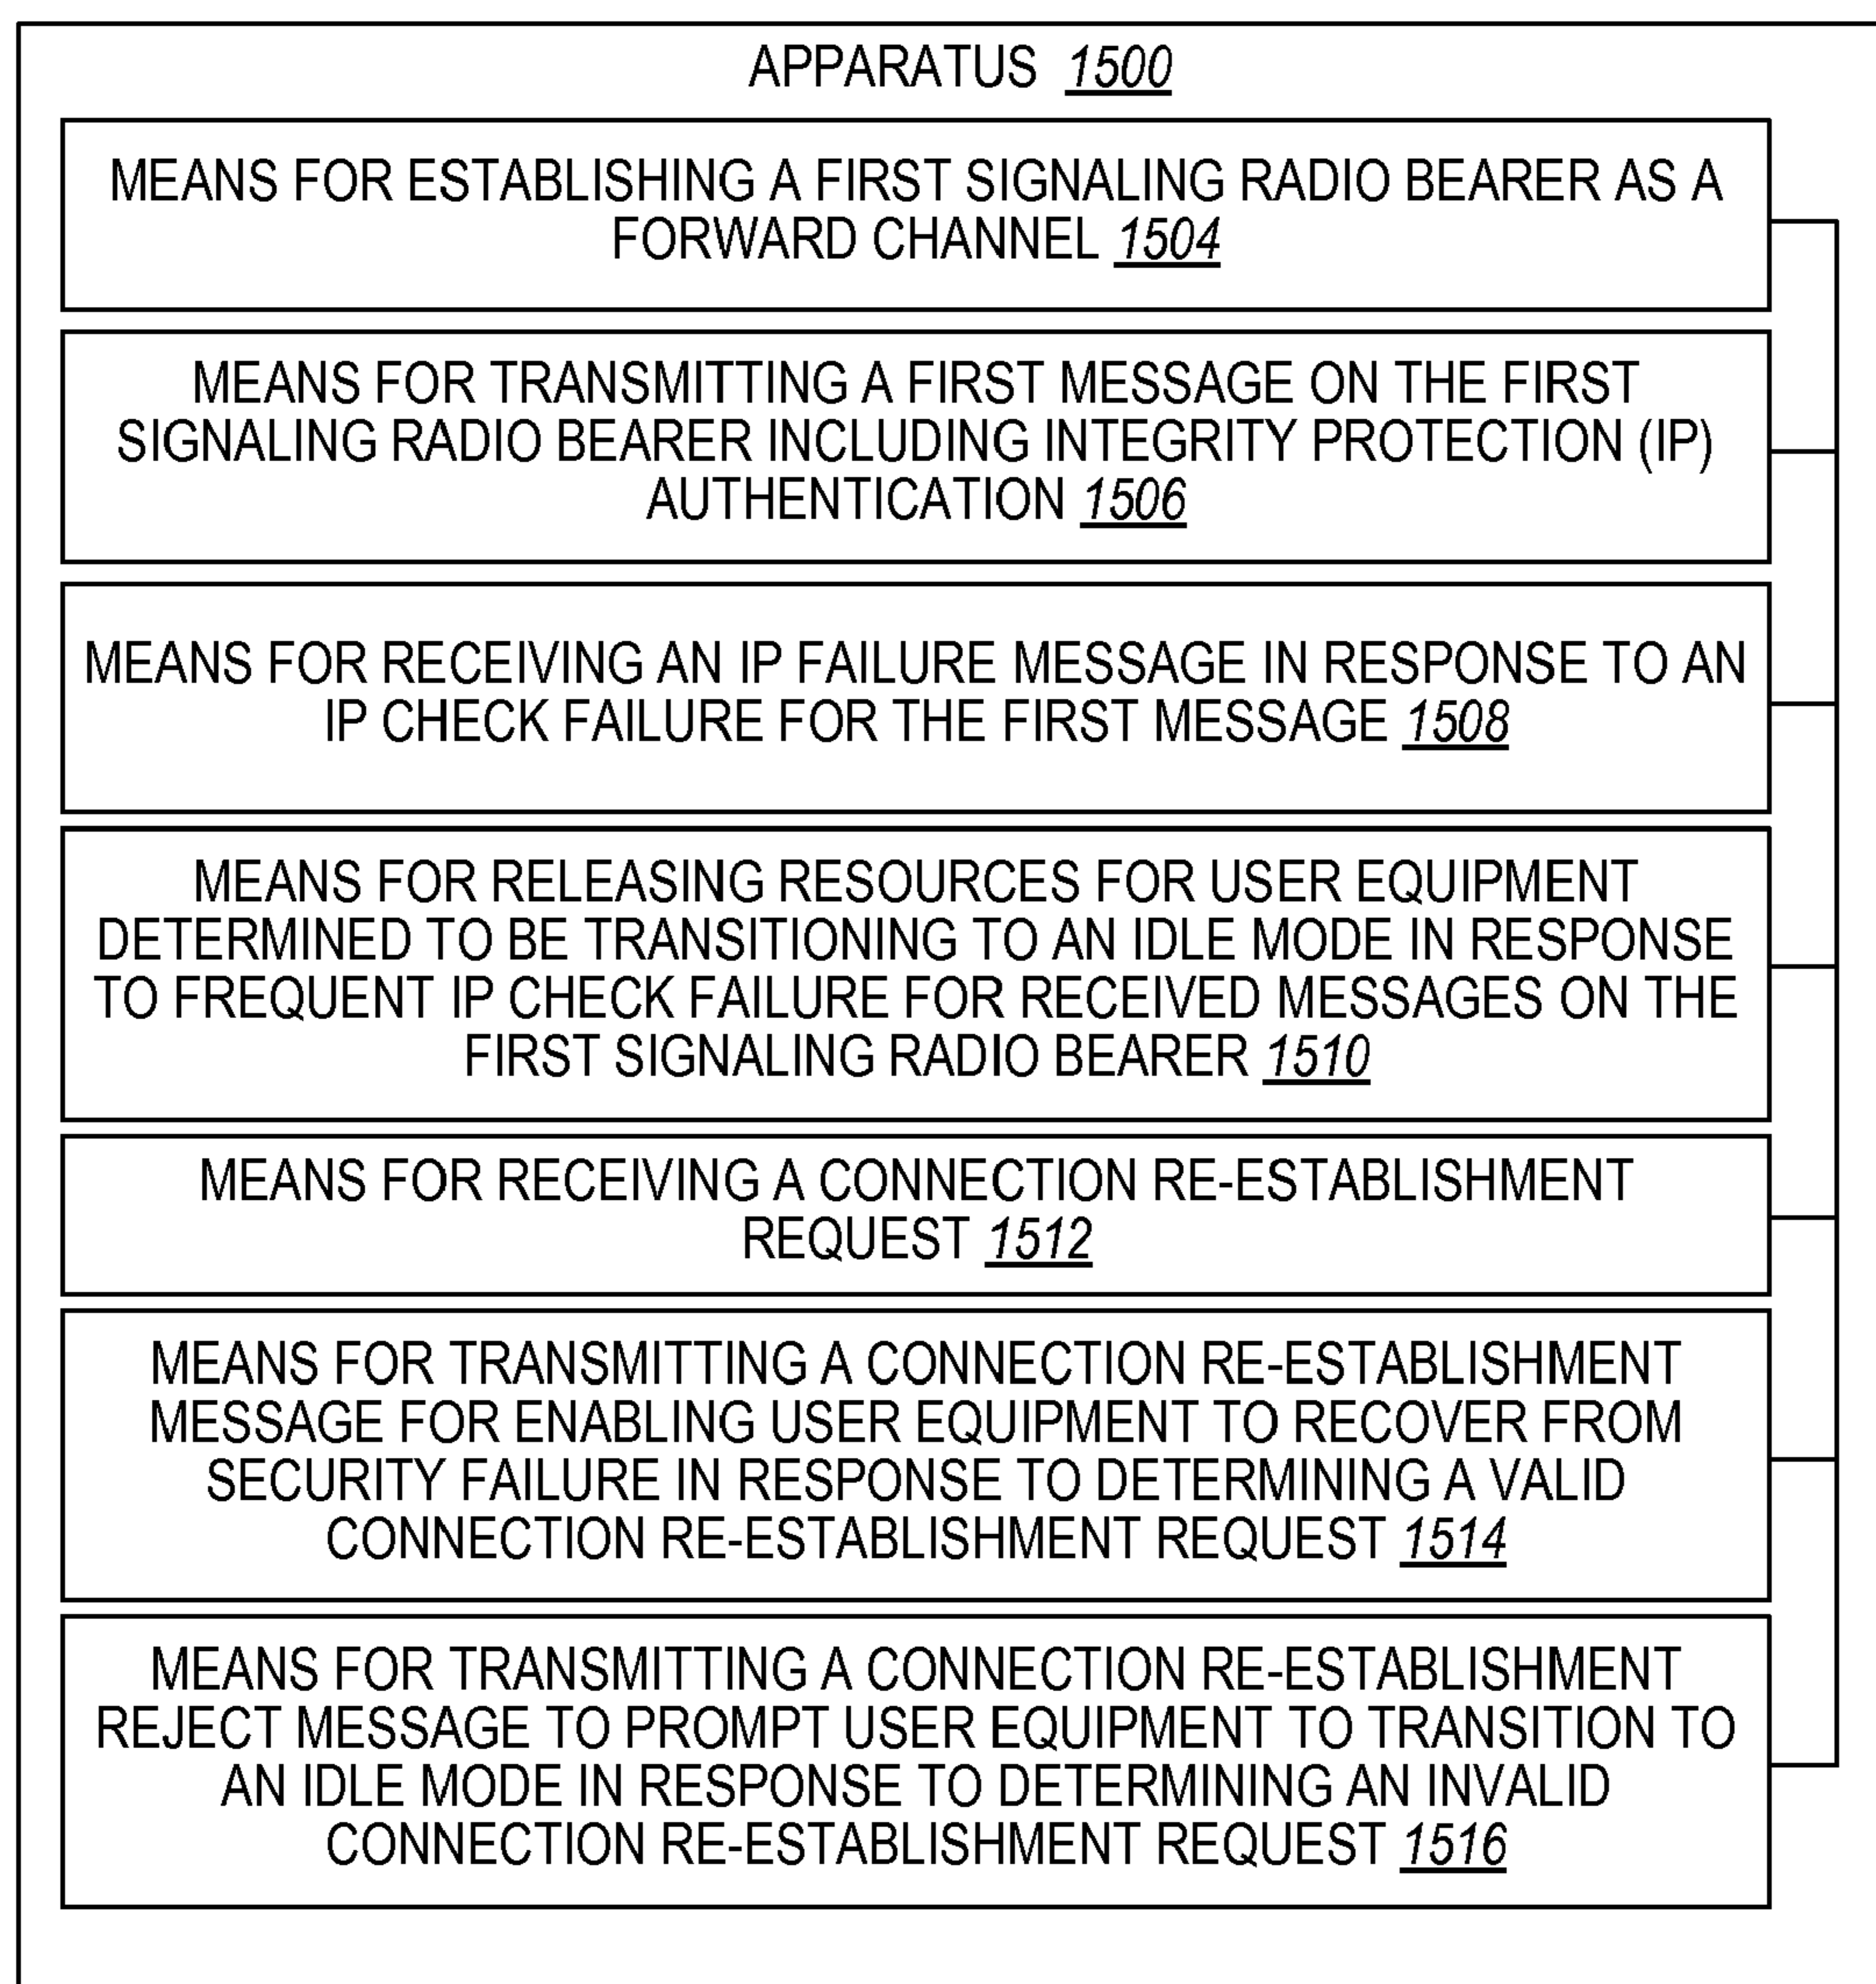 APPARATUS 1500
MEANS FOR ESTABLISHING A FIRST SIGNALING RADIO BEARER AS A
FORWARD CHANNEL 1504
MEANS FOR TRANSMITTING A FIRST MESSAGE ON THE FIRST
SIGNALING RADIO BEARER INCLUDING INTEGRITY PROTECTION (IP)
AUTHENTICATION 1506
MEANS FOR RECEIVING AN IP FAILURE MESSAGE IN RESPONSE TO AN
IP CHECK FAILURE FOR THE FIRST MESSAGE 1508
MEANS FOR RELEASING RESOURCES FOR USER EQUIPMENT
DETERMINED TO BE TRANSITIONING TO AN IDLE MODE IN RESPONSE
TO FREQUENT IP CHECK FAILURE FOR RECEIVED MESSAGES ON THE
FIRST SIGNALING RADIO BEARER 1510
MEANS FOR RECEIVING A CONNECTION RE-ESTABLISHMENT
REQUEST 1512
MEANS FOR TRANSMITTING A CONNECTION RE-ESTABLISHMENT
MESSAGE FOR ENABLING USER EQUIPMENT TO RECOVER FROM
SECURITY FAILURE IN RESPONSE TO DETERMINING A VALID
CONNECTION RE-ESTABLISHMENT REQUEST 1514
MEANS FOR TRANSMITTING A CONNECTION RE-ESTABLISHMENT
REJECT MESSAGE TO PROMPT USER EQUIPMENT TO TRANSITION TO
AN IDLE MODE IN RESPONSE TO DETERMINING AN INVALID
CONNECTION RE-ESTABLISHMENT REQUEST 1516